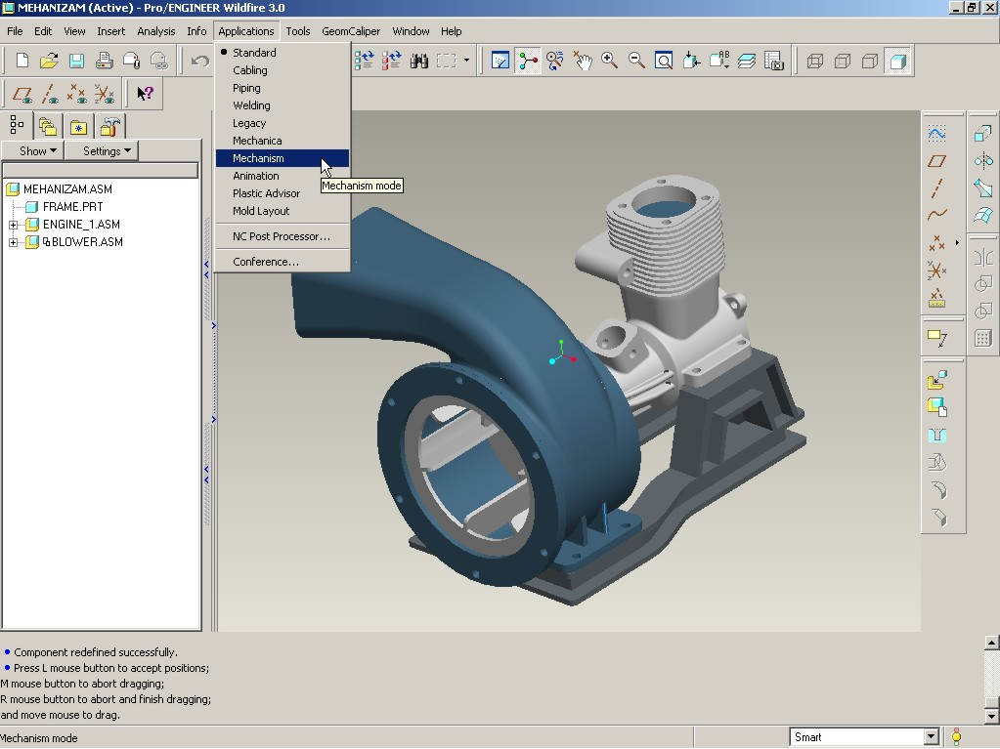 MEHANIZAM (Active) - Pro/ENGINEER Wildfire 3.0
File Edit View Insert Analysis Info Applications Tools GeomCaliper Window Help
Standard
Cabling
Piping
Welding
Legacy
Mechanica
Mechanism
Animation
Plastic Advisor
Mold Layout
NC Post Processor...
Conference...
Mechanism mode
Show Settings
MEHANIZAM.ASM
FRAME.PRT
ENGINE_1.ASM
BLOWER.ASM
Component redefined successfully.
Press L mouse button to accept positions;
M mouse button to abort dragging;
R mouse button to abort and finish dragging;
and move mouse to drag.
Mechanism mode
Smart